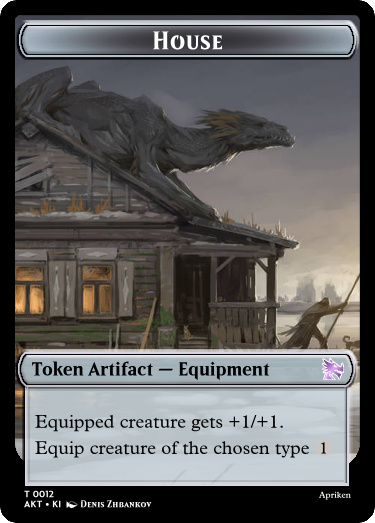 House
Token Artifact — Equipment
Equipped creature gets +1/+1.
Equip creature of the chosen type 1
T 0012
AKT • KI Denis Zhbankov
Apriken